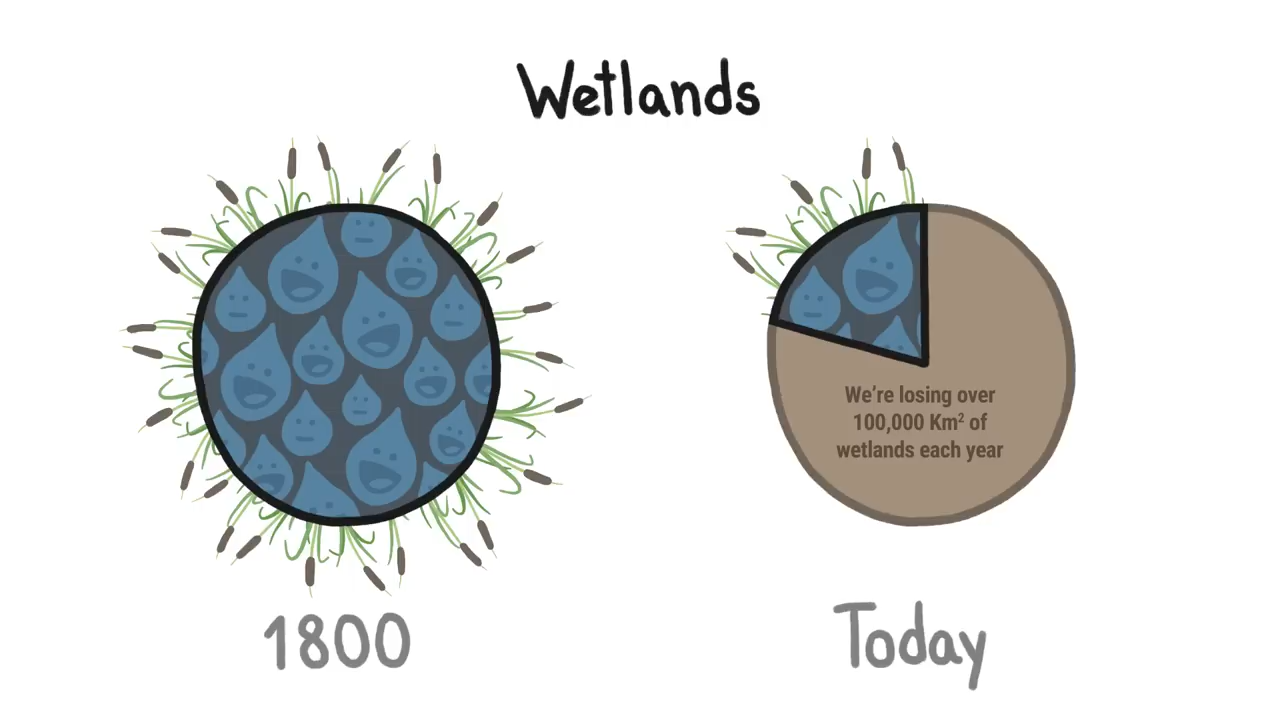 Wetlands
We're losing over
100,000 Km² of
wetlands each year
1800
Today